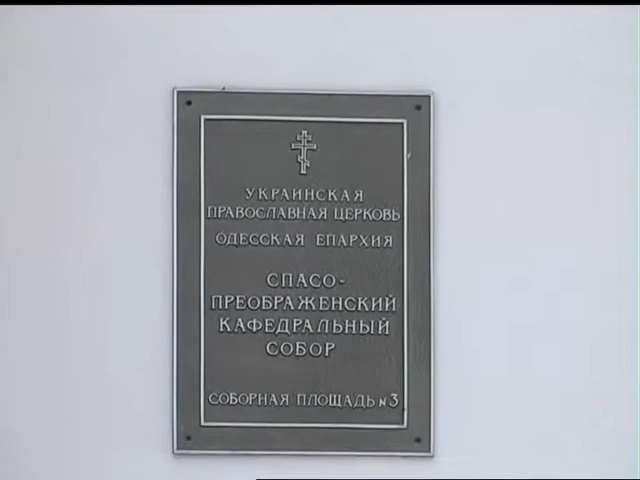 УКРАИНСКАЯ
ПРАВОСЛАВНАЯ ЦЕРКОВЬ
ОДЕССКАЯ ЕПАРХИЯ
СПАСО-
ПРЕОБРАЖЕНСКИЙ
КАФЕДРАЛЬНЫЙ
СОБОР
СОБОРНАЯ ПЛОЩАДЬ №3